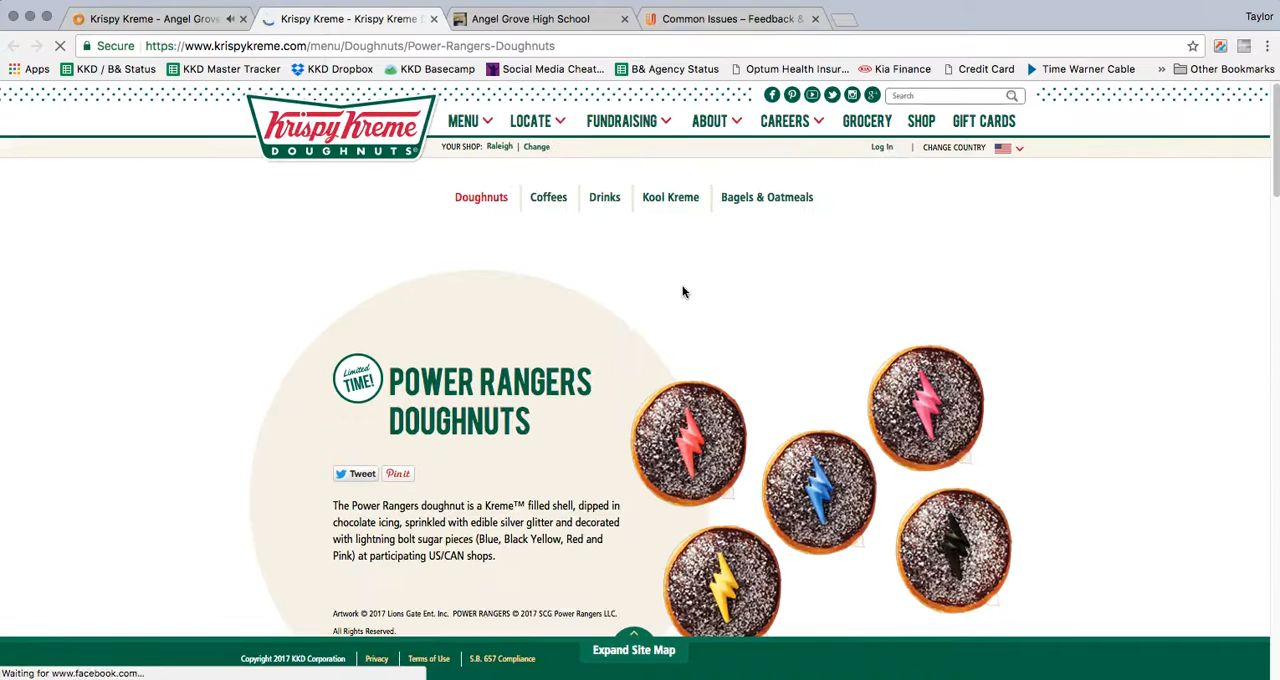 Krispy Kreme - Angel Grove
Krispy Kreme - Krispy Kreme
Angel Grove High School
Common Issues – Feedback &
Taylor
Secure
https://www.krispykreme.com/menu/Doughnuts/Power-Rangers-Doughnuts
Apps
KKD / B& Status
KKD Master Tracker
KKD Dropbox
KKD Basecamp
Social Media Cheat...
B& Agency Status
Optum Health Insur...
Kia Finance
Credit Card
Time Warner Cable
» Other Bookmarks
Search
Krispy Kreme
DOUGHNUTS
MENU
LOCATE
FUNDRAISING
ABOUT
CAREERS
GROCERY
SHOP
GIFT CARDS
YOUR SHOP: Raleigh | Change
Log In | CHANGE COUNTRY
Doughnuts
Coffees
Drinks
Kool Kreme
Bagels & Oatmeals
Limited
TIME!
POWER RANGERS
DOUGHNUTS
Tweet
Pin it
The Power Rangers doughnut is a Kreme™ filled shell, dipped in
chocolate icing, sprinkled with edible silver glitter and decorated
with lightning bolt sugar pieces (Blue, Black Yellow, Red and
Pink) at participating US/CAN shops.
Artwork © 2017 Lions Gate Ent. Inc. POWER RANGERS © 2017 SCG Power Rangers LLC.
All Rights Reserved.
Expand Site Map
Copyright 2017 KKD Corporation
Privacy
Terms of Use
S.B. 657 Compliance
Waiting for www.facebook.com...